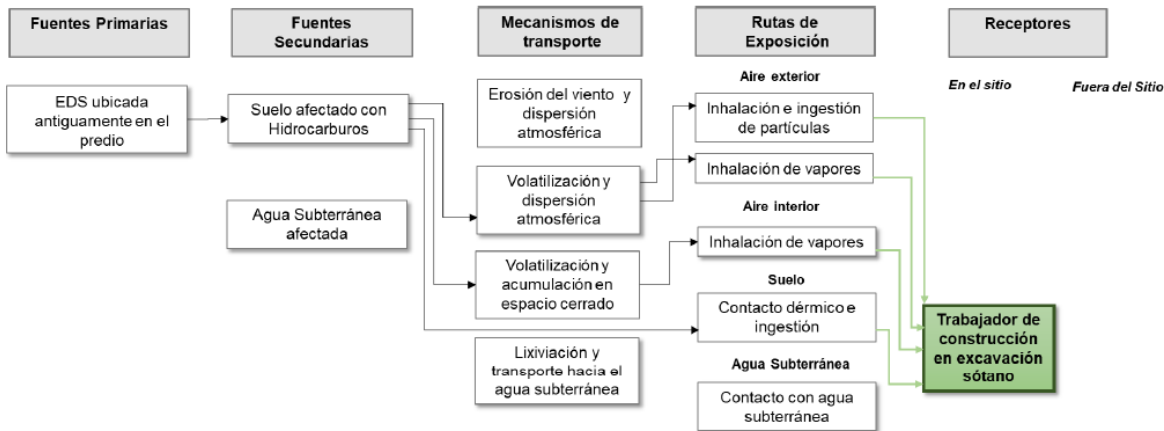 Fuentes Primarias
Fuentes
Secundarias
Mecanismos de
transporte
Rutas de
Exposición
Receptores
En el sitio
Fuera del Sitio
EDS ubicada
antiguamente en el
predio
Suelo afectado con
Hidrocarburos
Agua Subterránea
afectada
Erosión del viento y
dispersión
atmosférica
Volatilización y
dispersión
atmosférica
Volatilización y
acumulación en
espacio cerrado
Lixiviación y
transporte hacia el
agua subterránea
Aire exterior
Inhalación e ingestión
de partículas
Inhalación de vapores
Aire interior
Inhalación de vapores
Suelo
Contacto dérmico e
ingestión
Agua Subterránea
Contacto con agua
subterránea
Trabajador de
construcción
en excavación
sótano